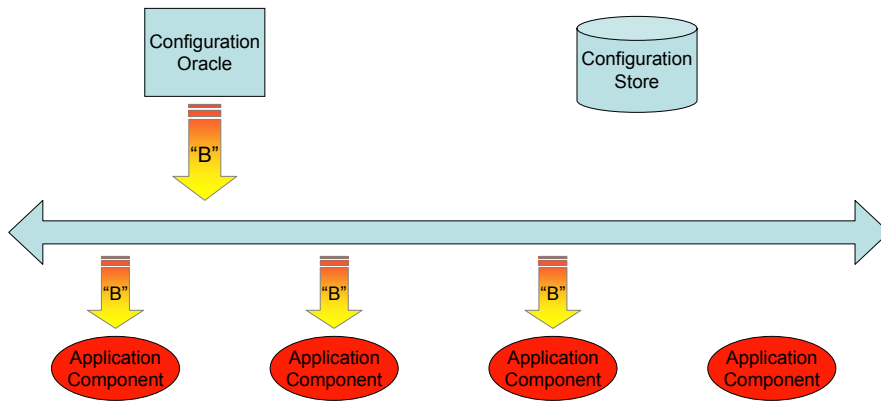 Configuration
Oracle
Configuration
Store
“B”
“B”
“B”
“B”
Application
Component
Application
Component
Application
Component
Application
Component